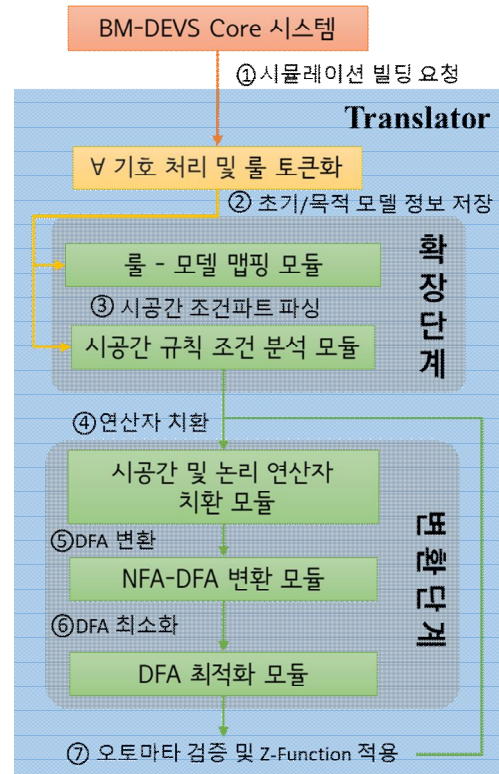 BM-DEVS Core 시스템
①시뮬레이션 빌딩 요청
Translator
∀ 기호 처리 및 룰 토큰화
② 초기/목적 모델 정보 저장
룰 - 모델 맵핑 모듈
③ 시공간 조건파트 파싱
시공간 규칙 조건 분석 모듈
확장단계
④연산자 치환
시공간 및 논리 연산자
치환 모듈
⑤DFA 변환
NFA-DFA 변환 모듈
⑥DFA 최소화
DFA 최적화 모듈
변환단계
⑦ 오토마타 검증 및 Z-Function 적용